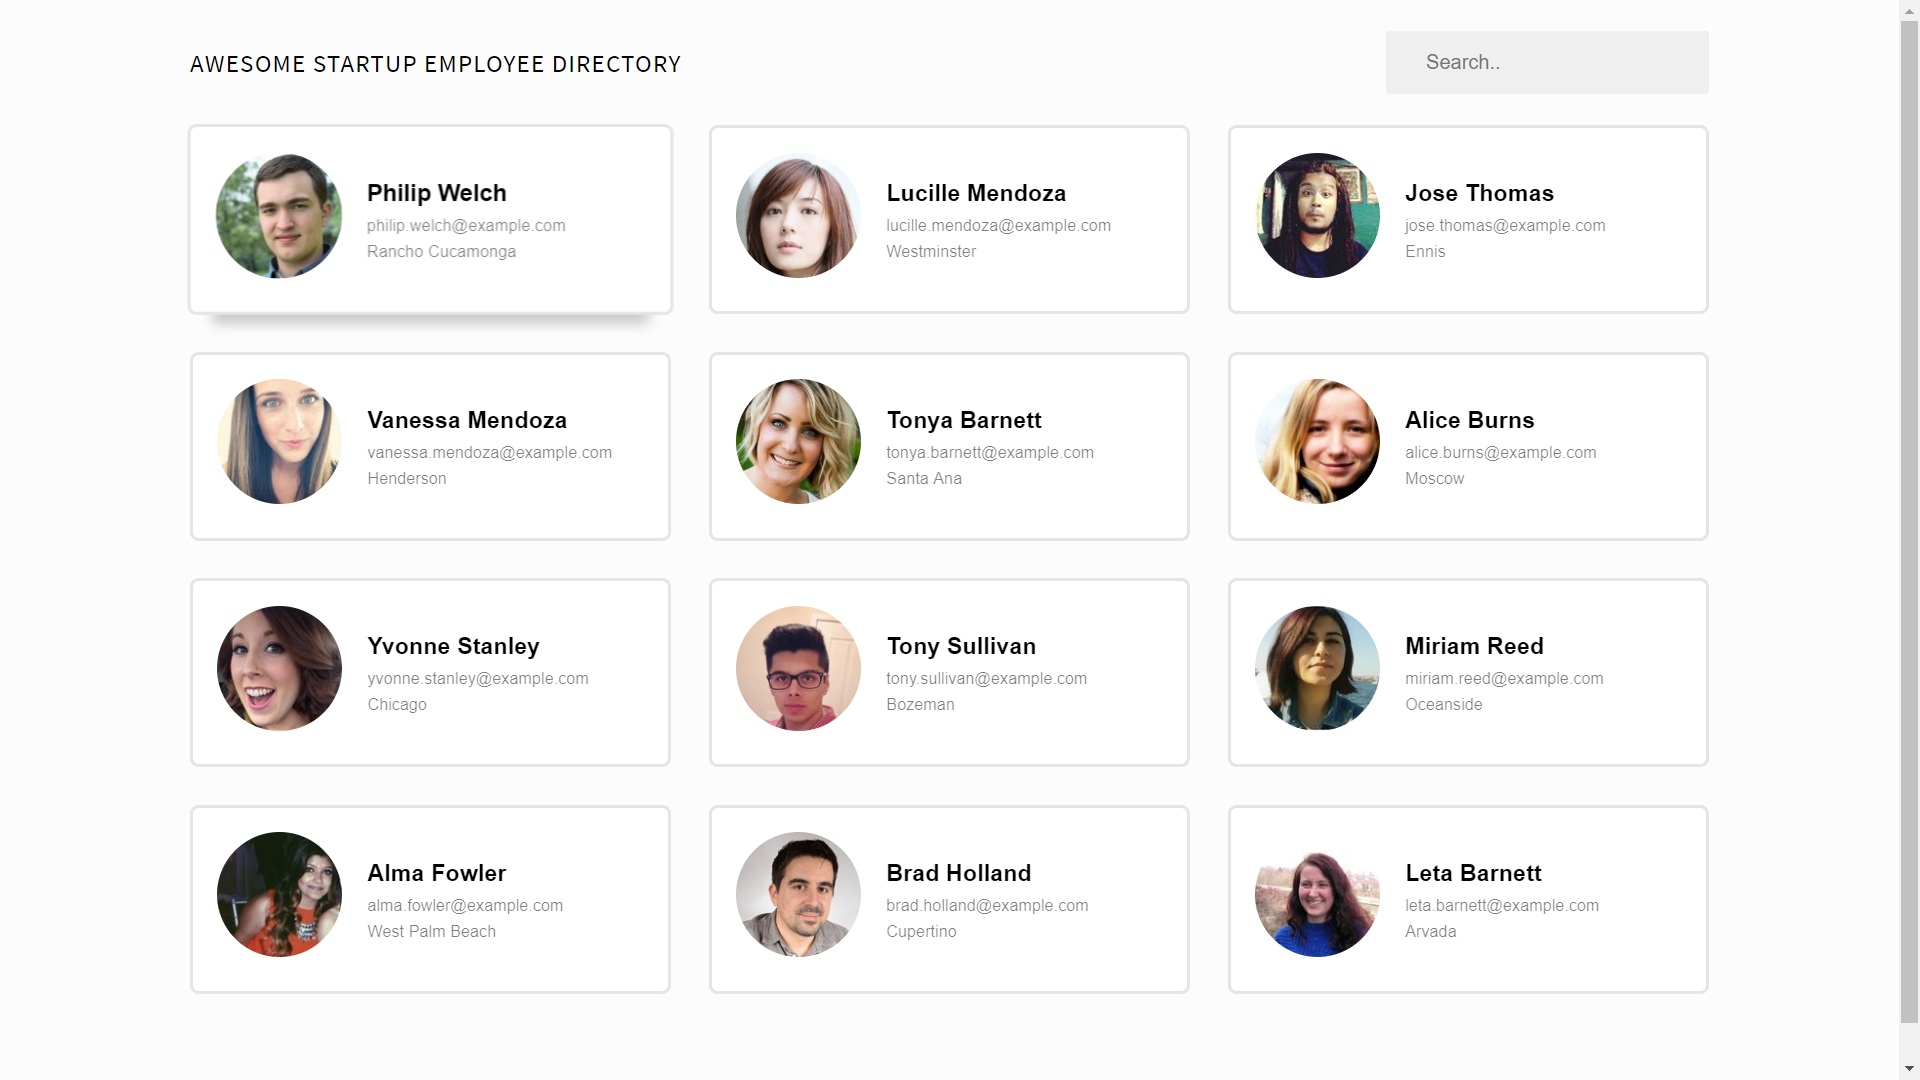 AWESOME STARTUP EMPLOYEE DIRECTORY
Search..
Philip Welch
philip.welch@example.com
Rancho Cucamonga
Lucille Mendoza
lucille.mendoza@example.com
Westminster
Jose Thomas
jose.thomas@example.com
Ennis
Vanessa Mendoza
vanessa.mendoza@example.com
Henderson
Tonya Barnett
tonya.barnett@example.com
Santa Ana
Alice Burns
alice.burns@example.com
Moscow
Yvonne Stanley
yvonne.stanley@example.com
Chicago
Tony Sullivan
tony.sullivan@example.com
Bozeman
Miriam Reed
miriam.reed@example.com
Oceanside
Alma Fowler
alma.fowler@example.com
West Palm Beach
Brad Holland
brad.holland@example.com
Cupertino
Leta Barnett
leta.barnett@example.com
Arvada